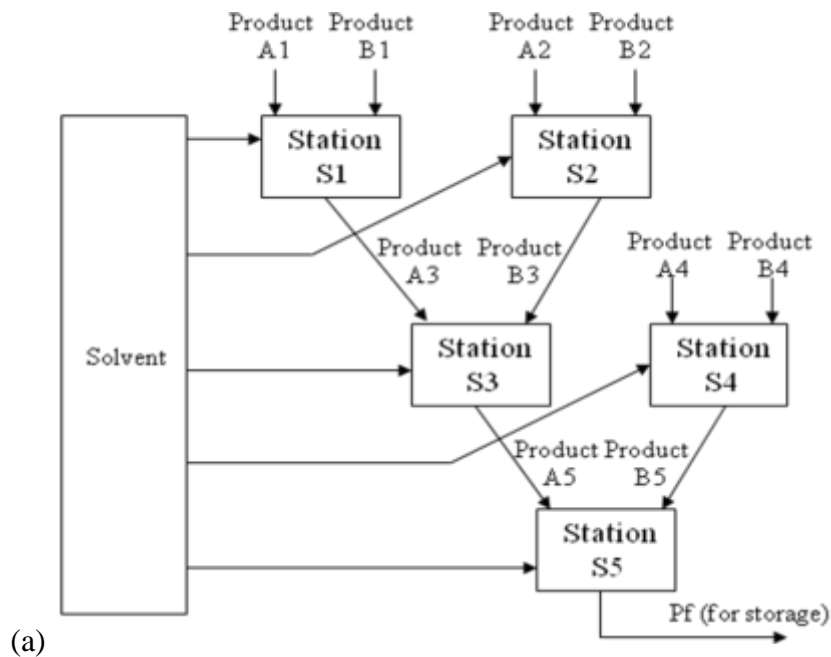 Product A1
Product B1
Product A2
Product B2
Station S1
Station S2
Product A3
Product B3
Product A4
Product B4
Solvent
Station S3
Station S4
Product A5
Product B5
Station S5
Pf (for storage)
(a)